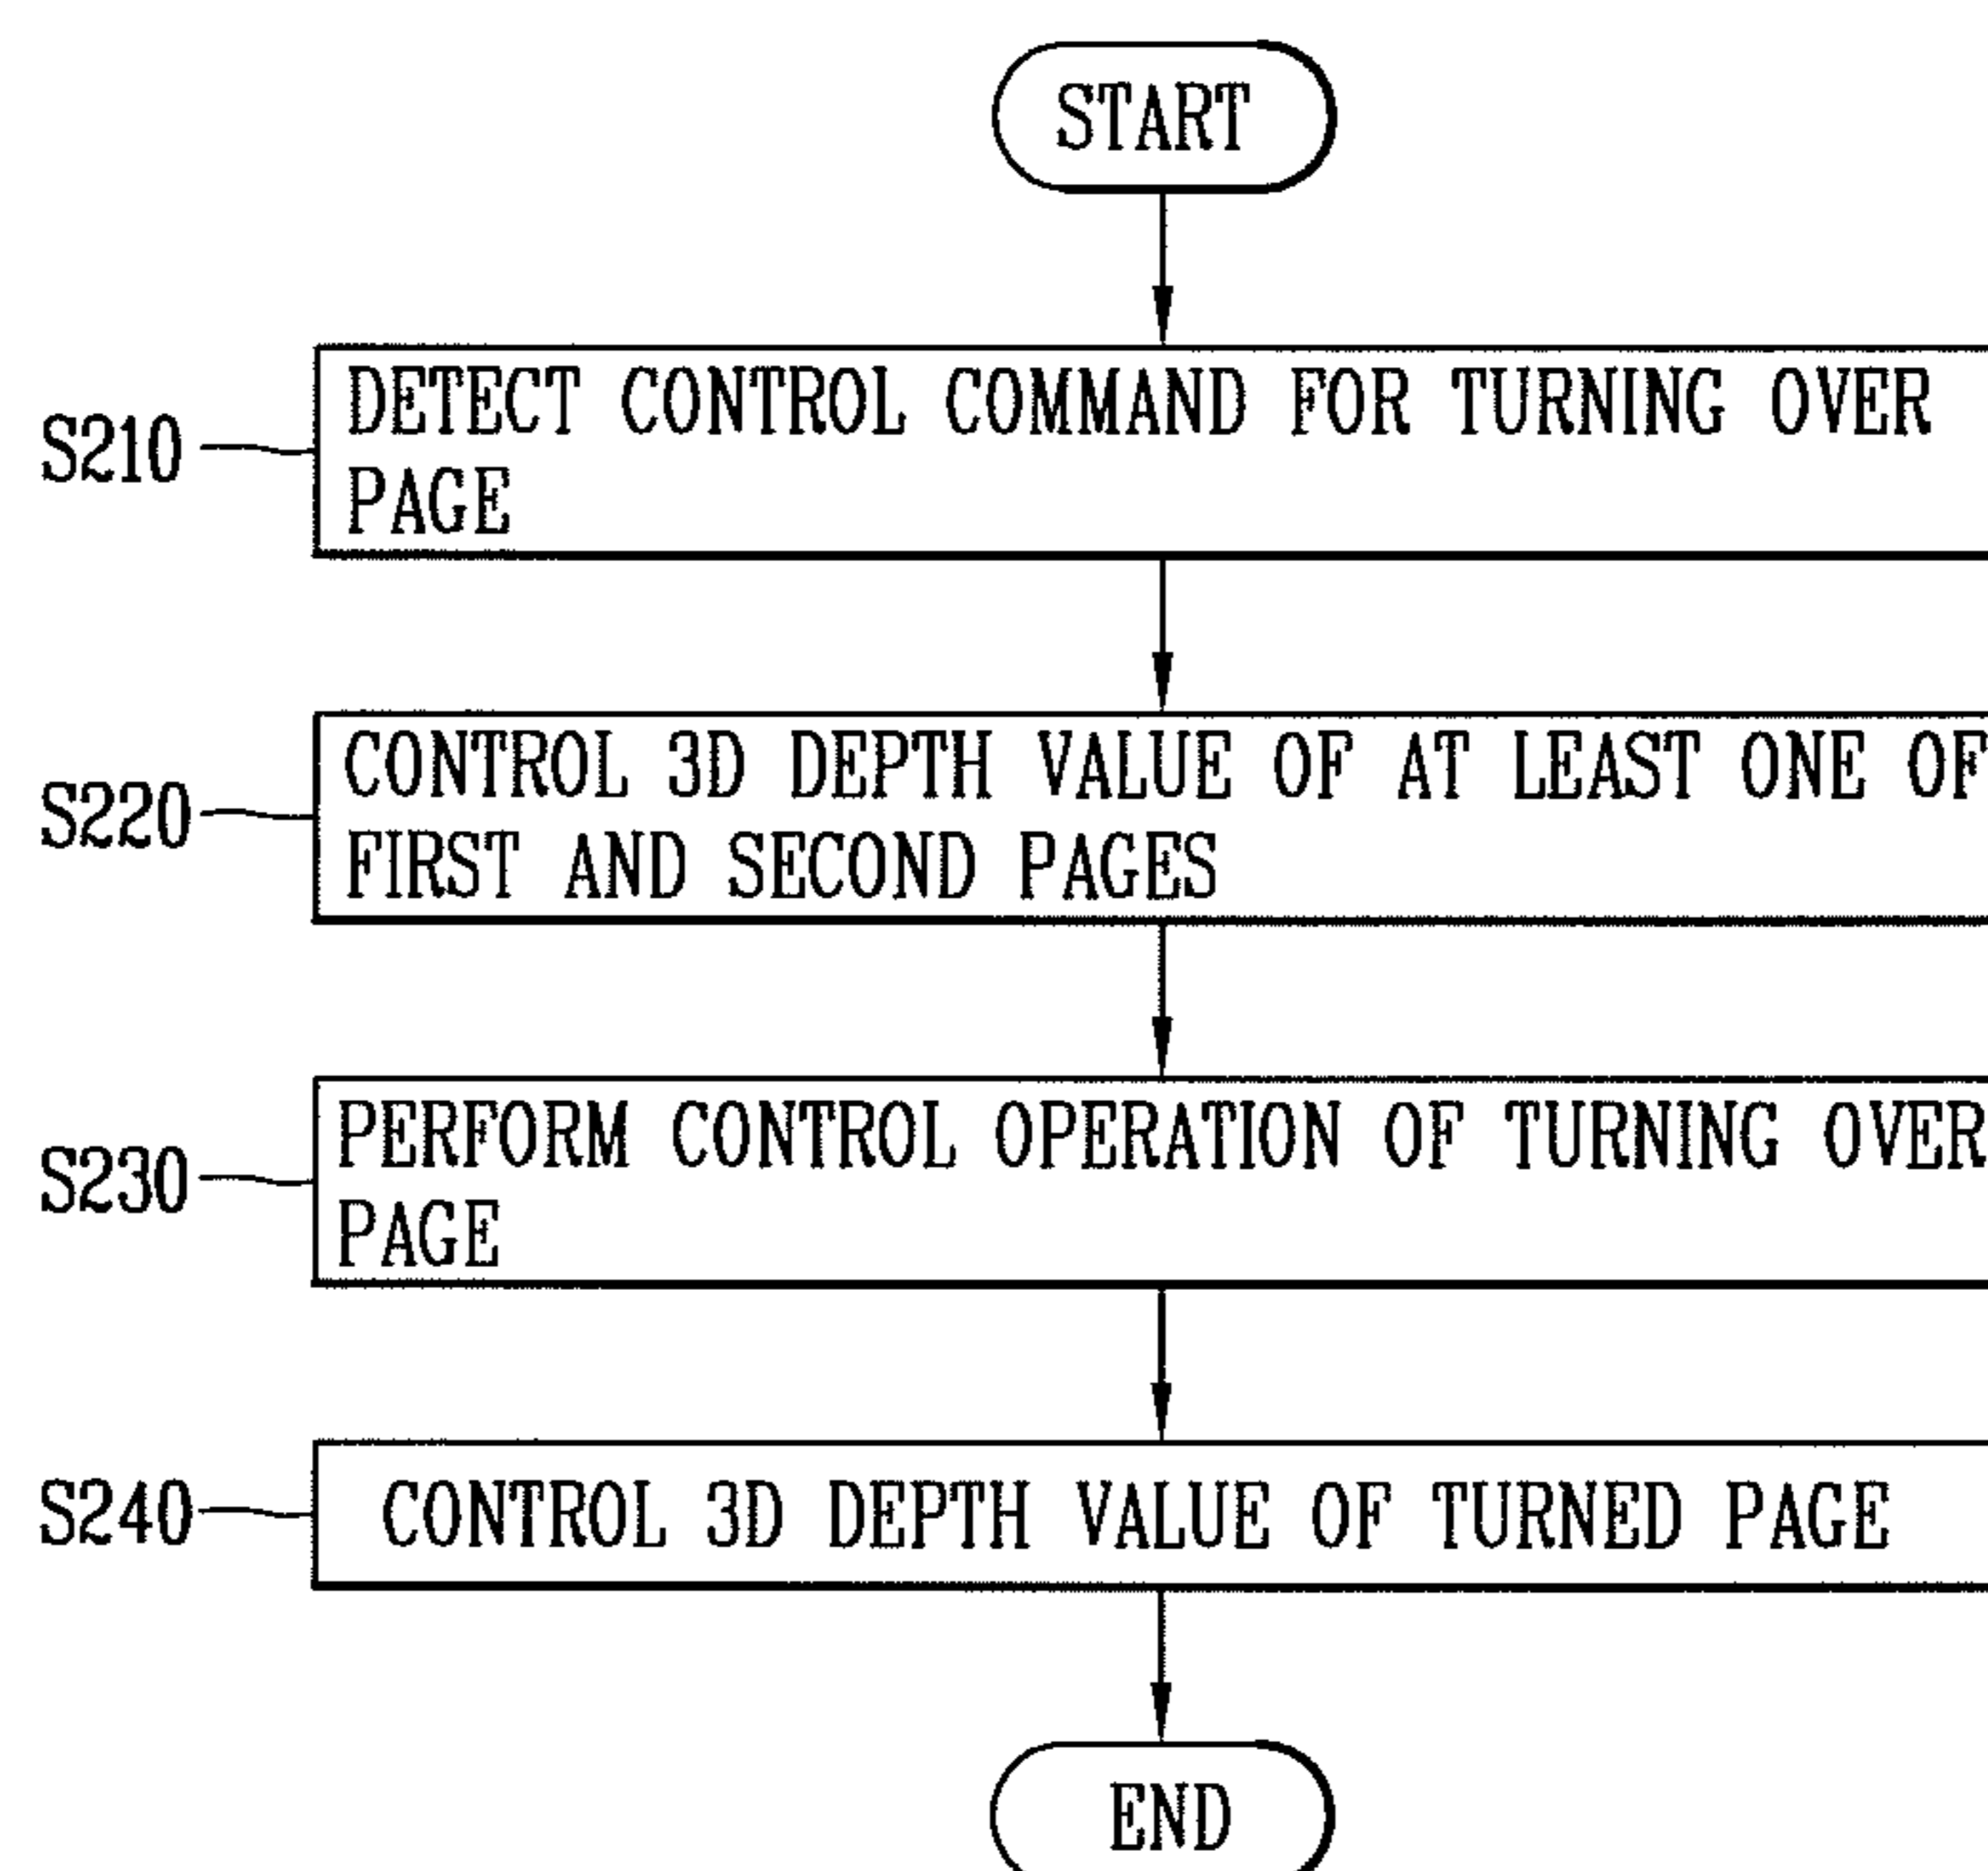 START
S210
DETECT CONTROL COMMAND FOR TURNING OVER
PAGE
S220
CONTROL 3D DEPTH VALUE OF AT LEAST ONE OF
FIRST AND SECOND PAGES
S230
PERFORM CONTROL OPERATION OF TURNING OVER
PAGE
S240
CONTROL 3D DEPTH VALUE OF TURNED PAGE
END